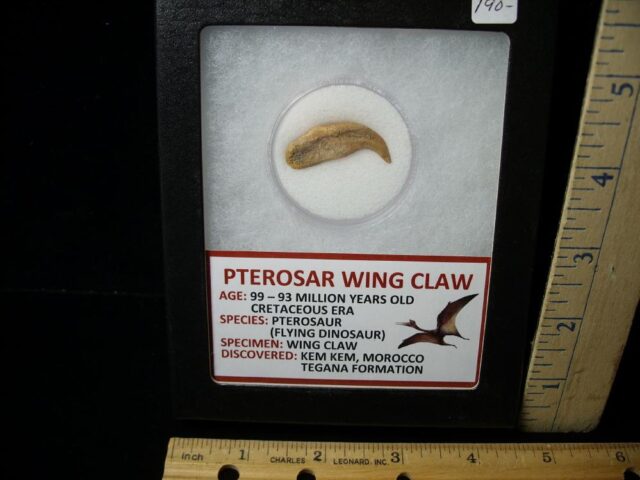 190-
PTEROSAR WING CLAW
AGE: 99 – 93 MILLION YEARS OLD
CRETACEOUS ERA
SPECIES: PTEROSAUR
(FLYING DINOSAUR)
SPECIMEN: WING CLAW
DISCOVERED: KEM KEM, MOROCCO
TEGANA FORMATION
5
4
3
2
1
inch 1 CHARLES 2 LEONARD, INC. 3 4 5 6